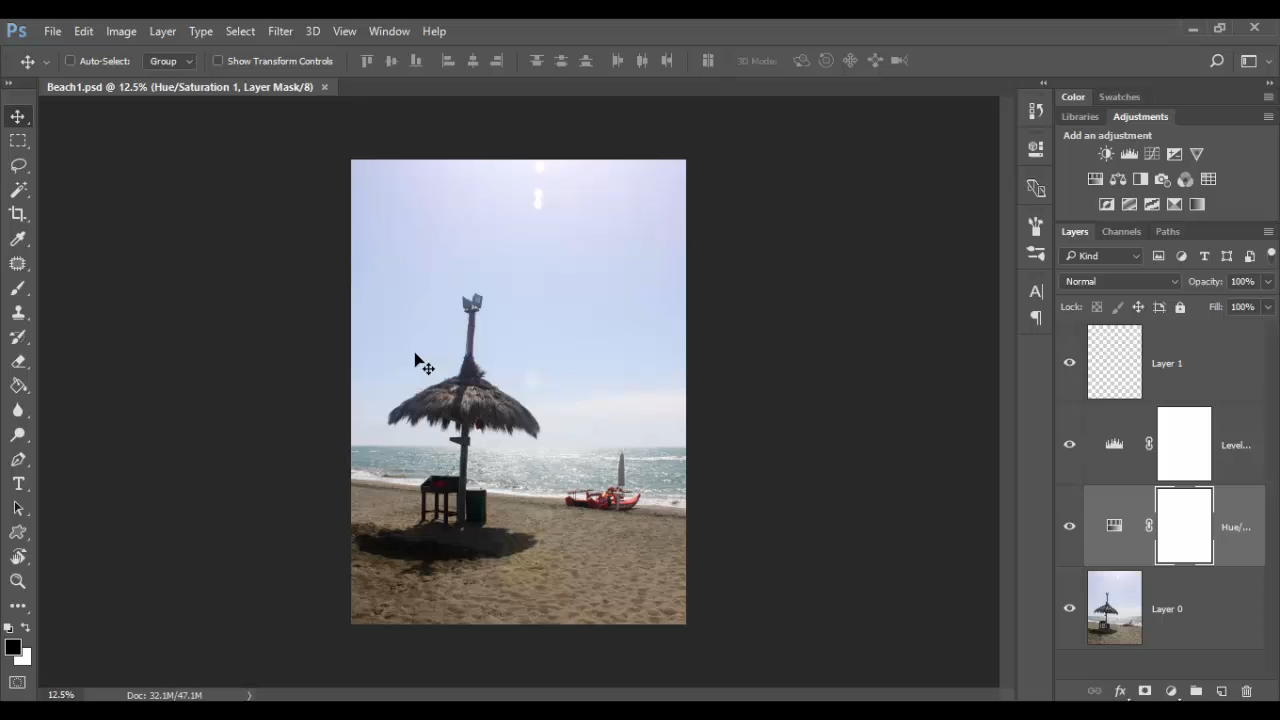 Ps File Edit Image Layer Type Select Filter 3D View Window Help
Auto-Select: Group Show Transform Controls 3D Mode:
Beach1.psd @ 12.5% (Hue/Saturation 1, Layer Mask/8) ×
Color Swatches
Libraries Adjustments
Add an adjustment
Layers Channels Paths
Kind
Normal Opacity: 100%
Lock: Fill: 100%
Layer 1
Level...
Hue/...
Layer 0
12.5% Doc: 32.1M/47.1M